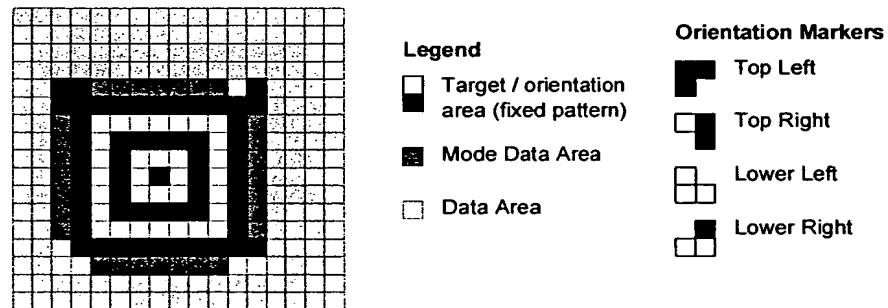 Legend
Target / orientation
area (fixed pattern)
Mode Data Area
Data Area
Orientation Markers
Top Left
Top Right
Lower Left
Lower Right